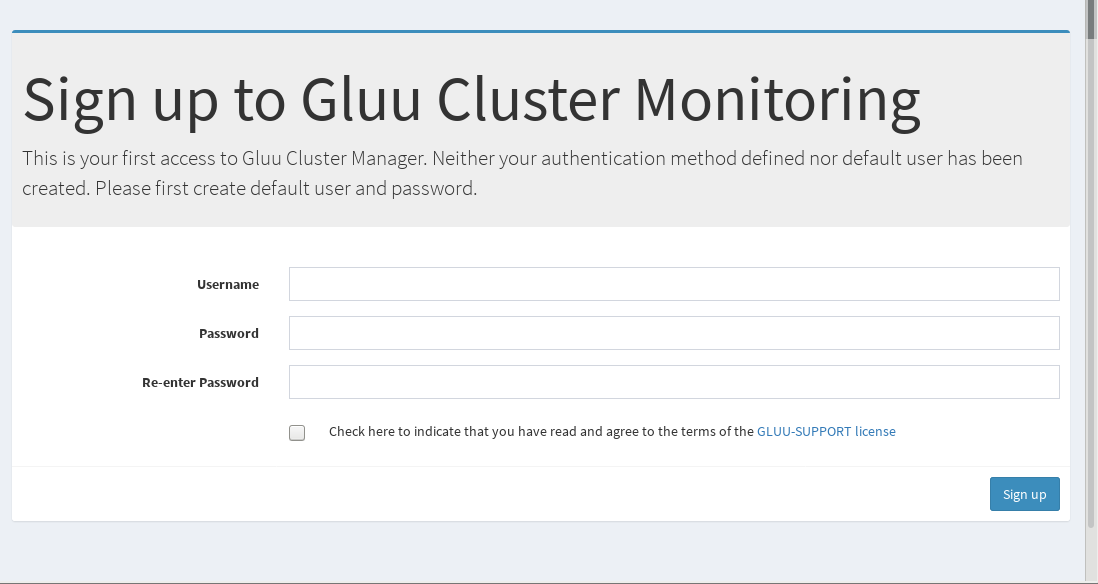 Sign up to Gluu Cluster Monitoring
This is your first access to Gluu Cluster Manager. Neither your authentication method defined nor default user has been
created. Please first create default user and password.
Username
Password
Re-enter Password
Check here to indicate that you have read and agree to the terms of the GLUU-SUPPORT license
Sign up